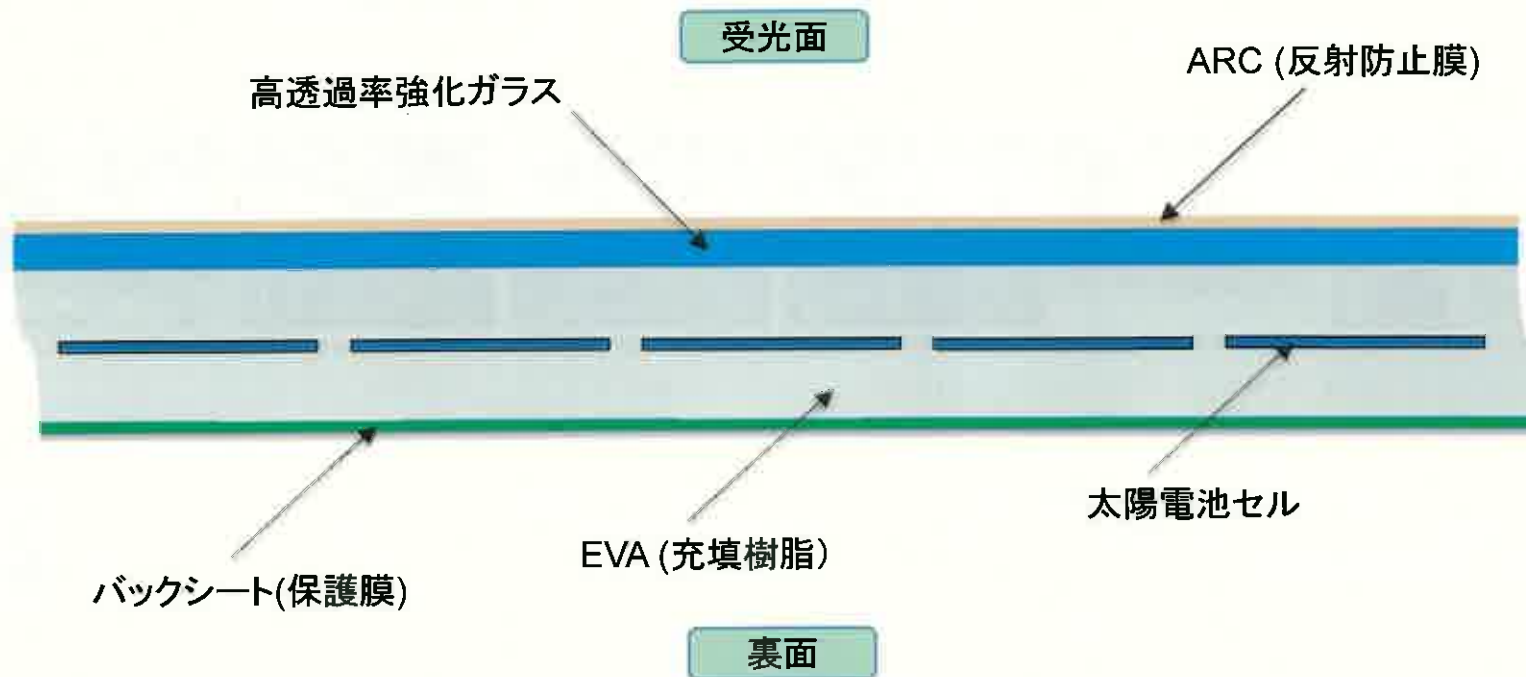 受光面
ARC (反射防止膜)
高透過率強化ガラス
太陽電池セル
EVA (充填樹脂)
バックシート(保護膜)
裏面